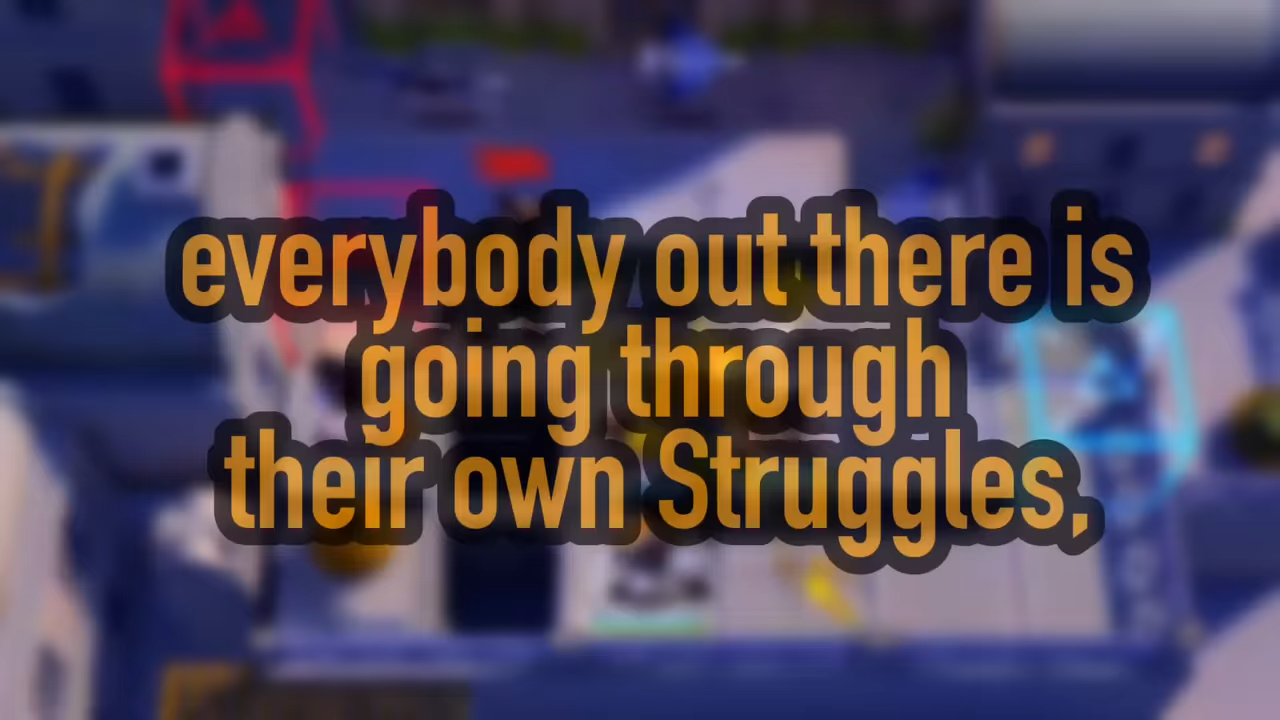 everybody out there is
going through
their own Struggles,